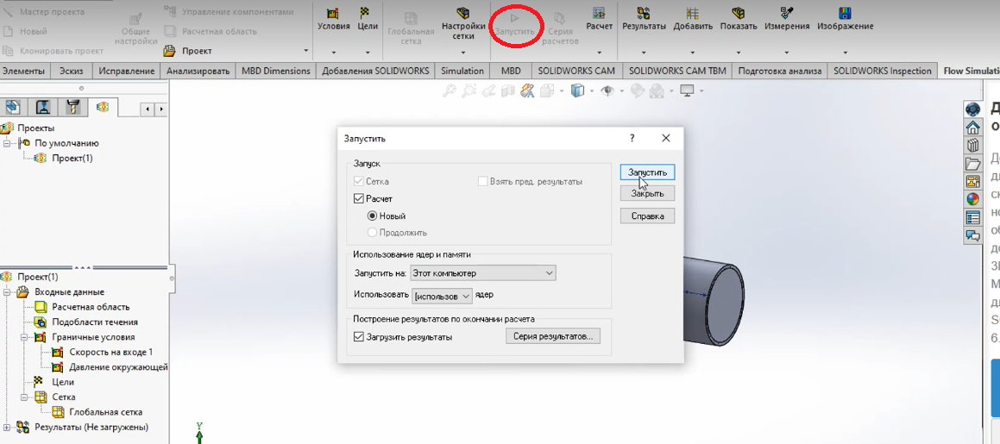 Мастер проекта
Новый
Клонировать проект
Общие
настройки
Управление компонентами
Расчетная область
Проект
Условия
Цели
Глобальная
сетка
Настройки
сетки
Запустить
Серия
расчетов
Расчет
Результаты
Добавить
Показать
Измерения
Изображение
Элементы
Эскиз
Исправление
Анализировать
MBD Dimensions
Добавления SOLIDWORKS
Simulation
MBD
SOLIDWORKS CAM
SOLIDWORKS CAM TBM
Подготовка анализа
SOLIDWORKS Inspection
Flow Simulatio
Проекты
По умолчанию
Проект(1)
Проект(1)
Входные данные
Расчетная область
Подобласти течения
Граничные условия
Скорость на входе 1
Давление окружающей
Цели
Сетка
Глобальная сетка
Результаты (Не загружены)
Запустить
?
Запуск
Сетка
Взять пред. результаты
Расчет
Новый
Продолжить
Использование ядер и памяти
Запустить на: Этот компьютер
Использовать [использов ядер
Построение результатов по окончании расчета
Загрузить результаты
Серия результатов...
Запустить
Закрыть
Справка
Y